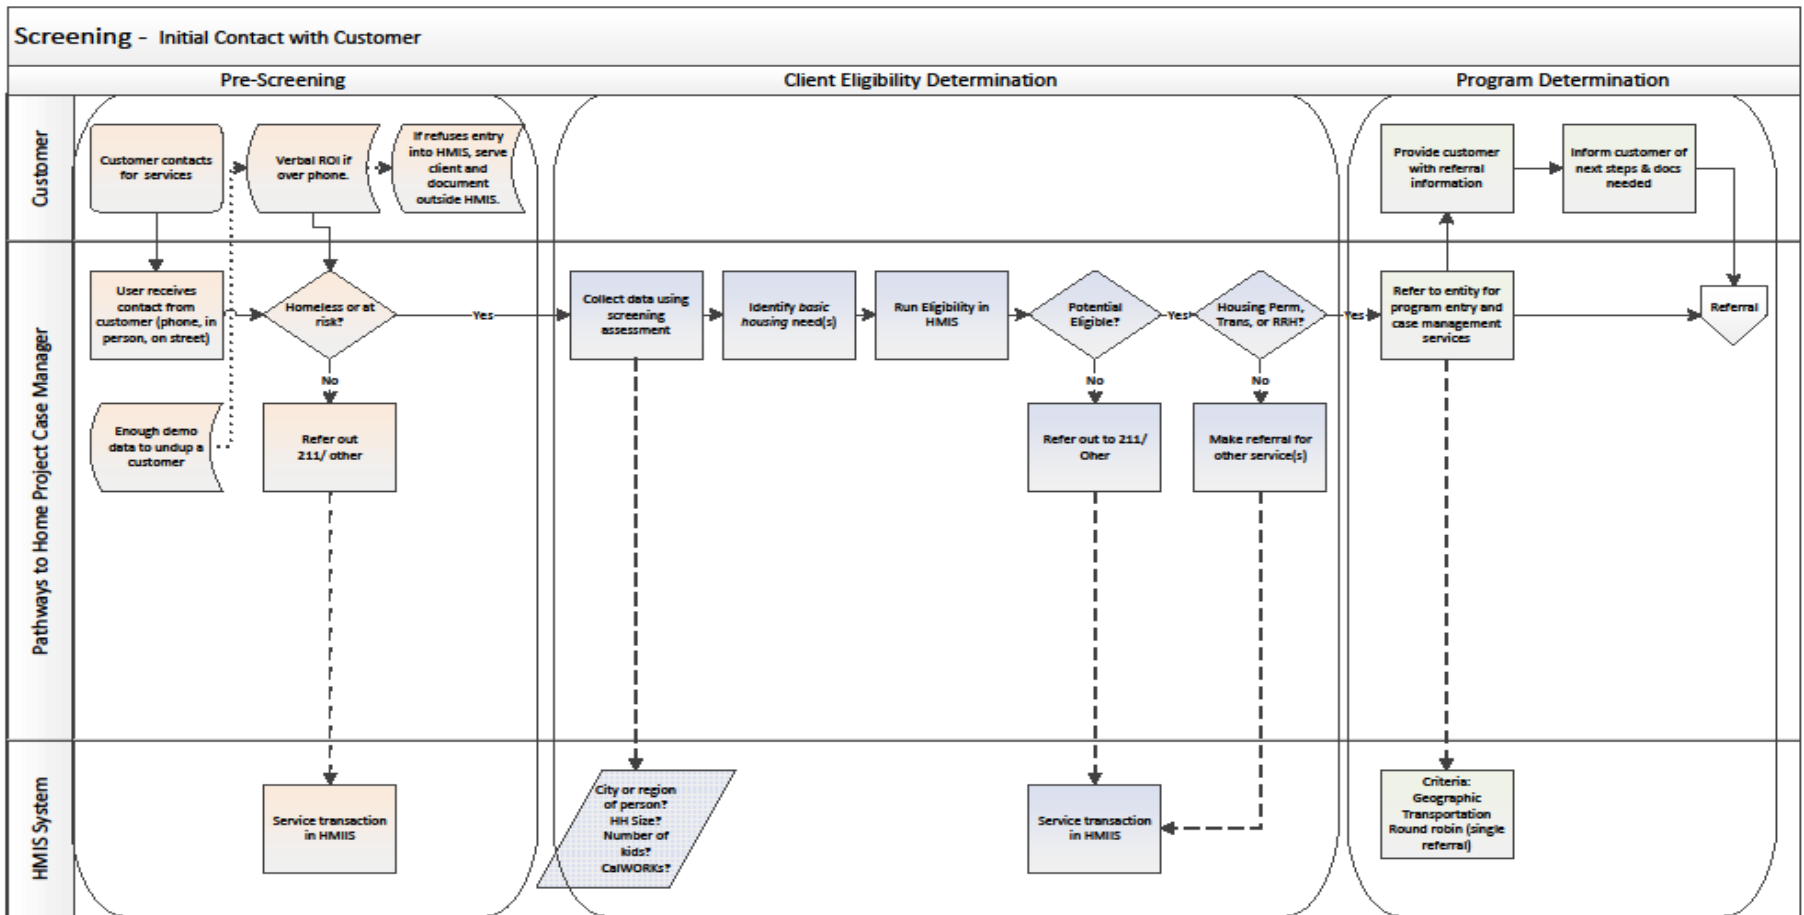 Screening - Initial Contact with Customer
Pre-Screening
Client Eligibility Determination
Program Determination
Customer
Customer contacts
for services
Verbal ROI if
over phone.
If refuses entry
into HMIS, serve
client and
document
outside HMIS.
Provide customer
with referral
information
Inform customer of
next steps & docs
needed
Pathways to Home Project Case Manager
User receives
contact from
customer (phone, in
person, on street)
Homeless or at
risk?
Yes
Collect data using
screening
assessment
Identify basic
housing need(s)
Run Eligibility in
HMIS
Potential
Eligible?
Yes
Housing Perm,
Trans, or RRH?
Yes
Refer to entity for
program entry and
case management
services
Referral
No
No
No
Enough demo
data to undup a
customer
Refer out
211/ other
Refer out to 211/
Oher
Make referral for
other service(s)
HMIS System
Service transaction
in HMIIS
City or region
of person?
HH Size?
Number of
kids?
CalWORKs?
Service transaction
in HMIIS
Criteria:
Geographic
Transportation
Round robin (single
referral)